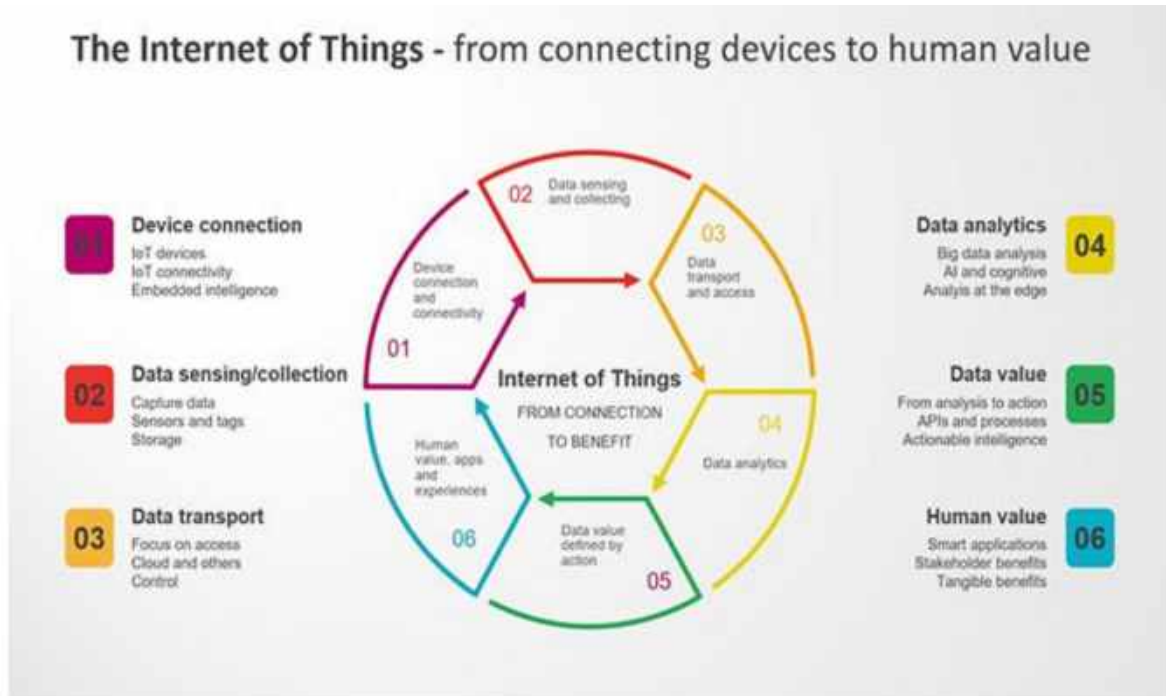 The Internet of Things - from connecting devices to human value
01
Device connection
IoT devices
IoT connectivity
Embedded intelligence
02
Data sensing/collection
Capture data
Sensors and tags
Storage
03
Data transport
Focus on access
Cloud and others
Control
Device
connection
and
connectivity
01
02
Data sensing
and collecting
03
Data
transport
and access
04
Data analytics
Data value
defined by
action
05
Human
value, apps
and
experiences
06
Internet of Things
FROM CONNECTION
TO BENEFIT
Data analytics
Big data analysis
AI and cognitive
Analyis at the edge
04
Data value
From analysis to action
APIs and processes
Actionable intelligence
05
Human value
Smart applications
Stakeholder benefits
Tangible benefits
06